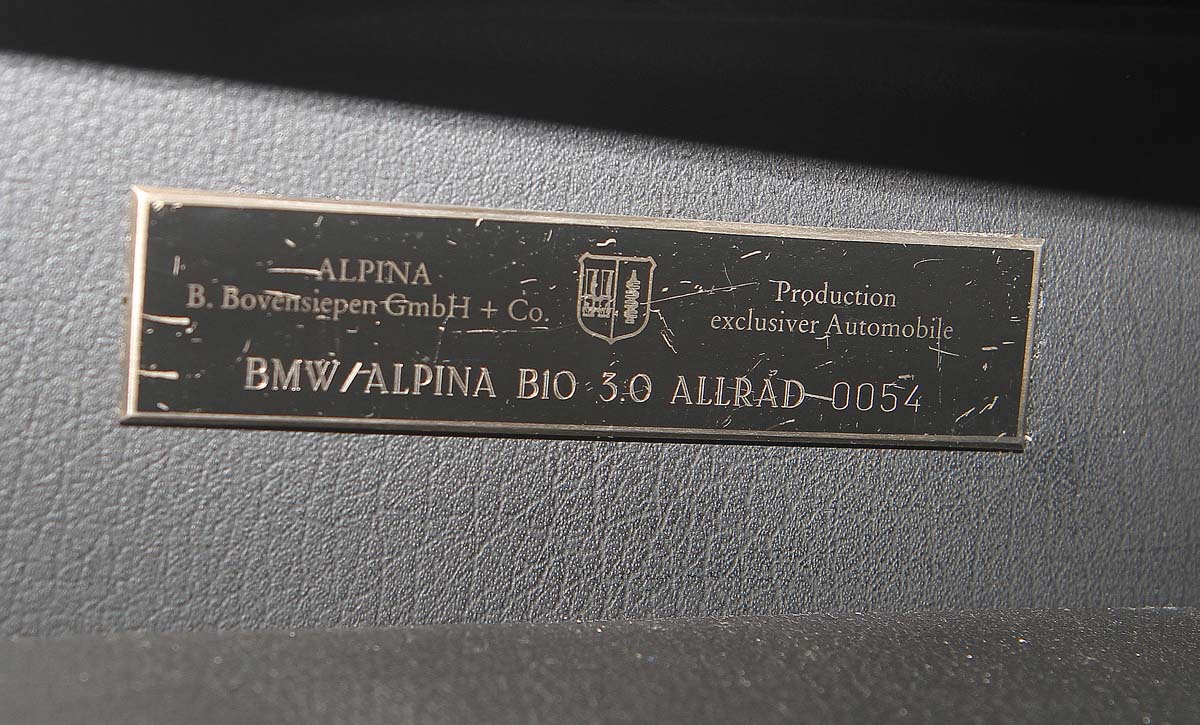 ALPINA
B. Bovensiepen GmbH + Co.
Production
exclusiver Automobile
BMW/ALPINA B10 3.0 ALLRAD 0054